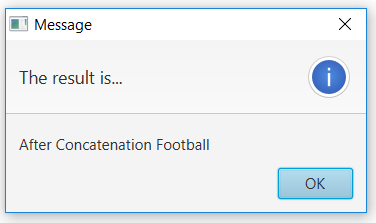 Message
The result is...
After Concatenation Football
OK